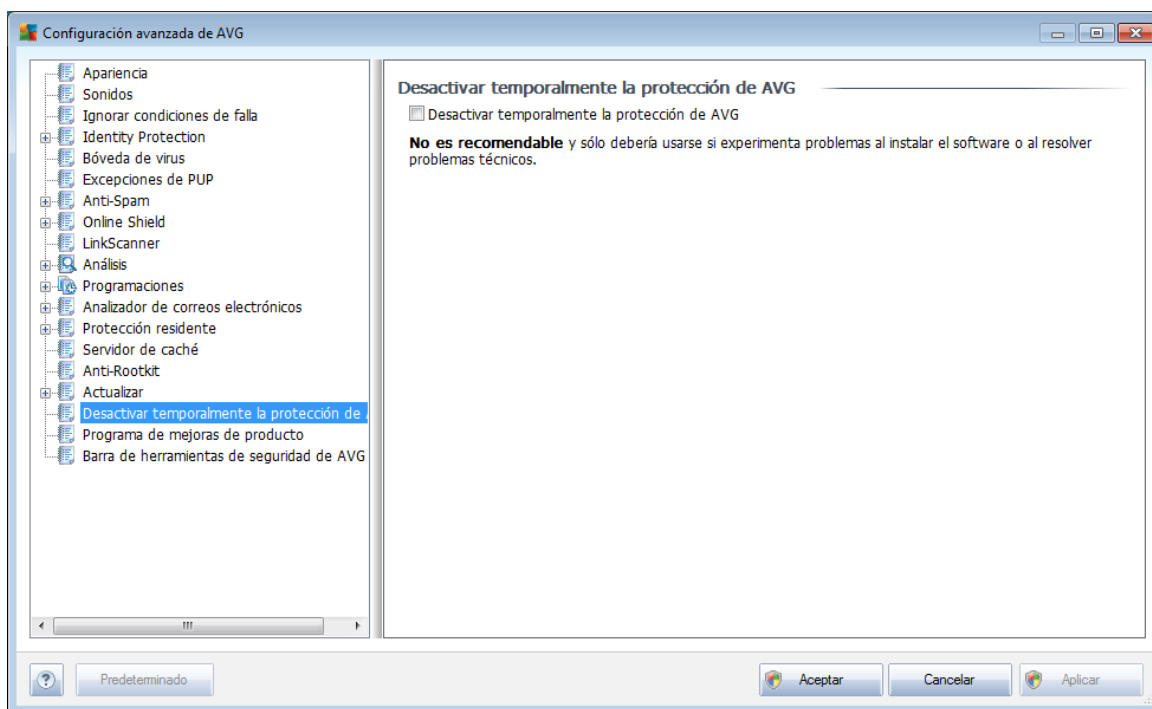 Configuración avanzada de AVG
Apariencia
Sonidos
Ignorar condiciones de falla
Identity Protection
Bóveda de virus
Excepciones de PUP
Anti-Spam
Online Shield
LinkScanner
Análisis
Programaciones
Analizador de correos electrónicos
Protección residente
Servidor de caché
Anti-Rootkit
Actualizar
Desactivar temporalmente la protección de
Programa de mejoras de producto
Barra de herramientas de seguridad de AVG
Desactivar temporalmente la protección de AVG
Desactivar temporalmente la protección de AVG
No es recomendable y sólo debería usarse si experimenta problemas al instalar el software o al resolver
problemas técnicos.
?
Predeterminado
Aceptar
Cancelar
Aplicar